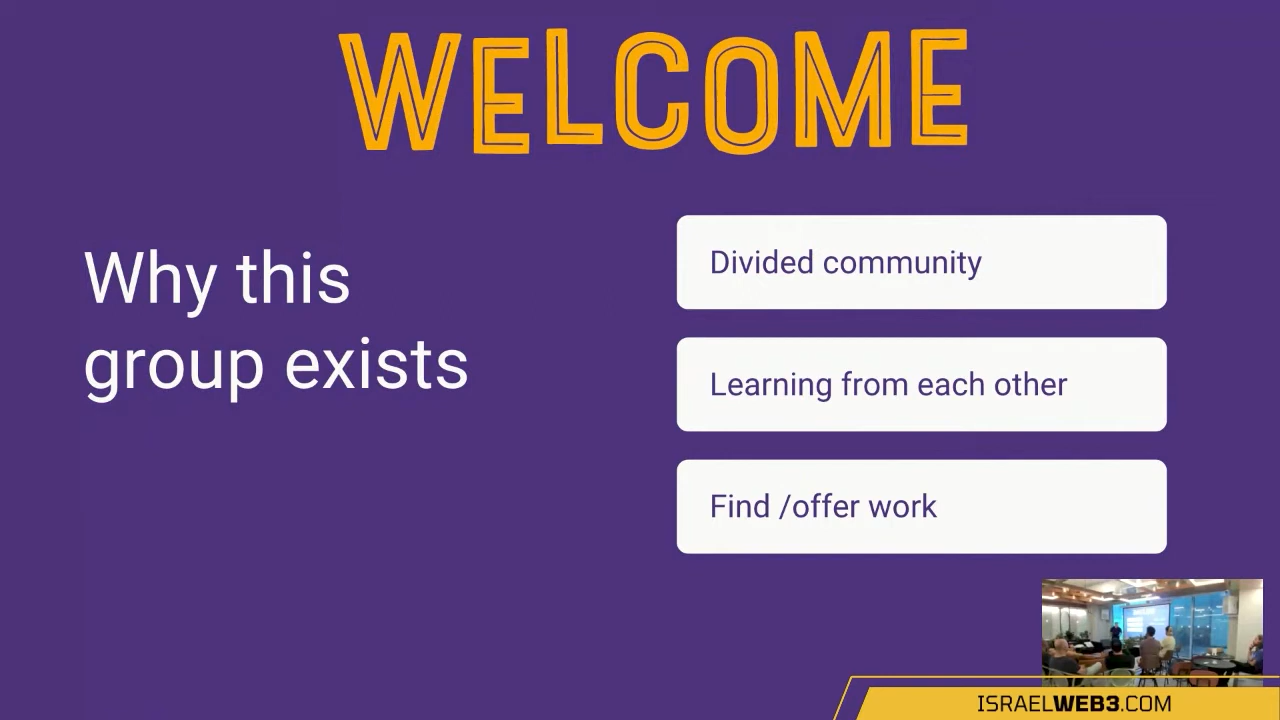 WELCOME
Why this
group exists
Divided community
Learning from each other
Find /offer work
ISRAELWEB3.COM